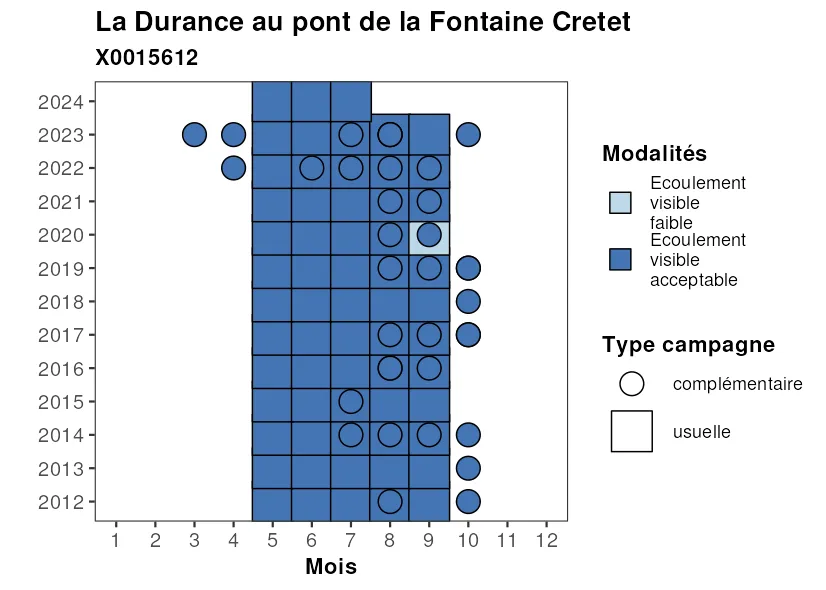 La Durance au pont de la Fontaine Cretet
X0015612
2024
2023
2022
2021
2020
2019
2018
2017
2016
2015
2014
2013
2012
1 2 3 4 5 6 7 8 9 10 11 12
Mois
Modalités
Ecoulement
visible
faible
Ecoulement
visible
acceptable
Type campagne
complémentaire
usuelle